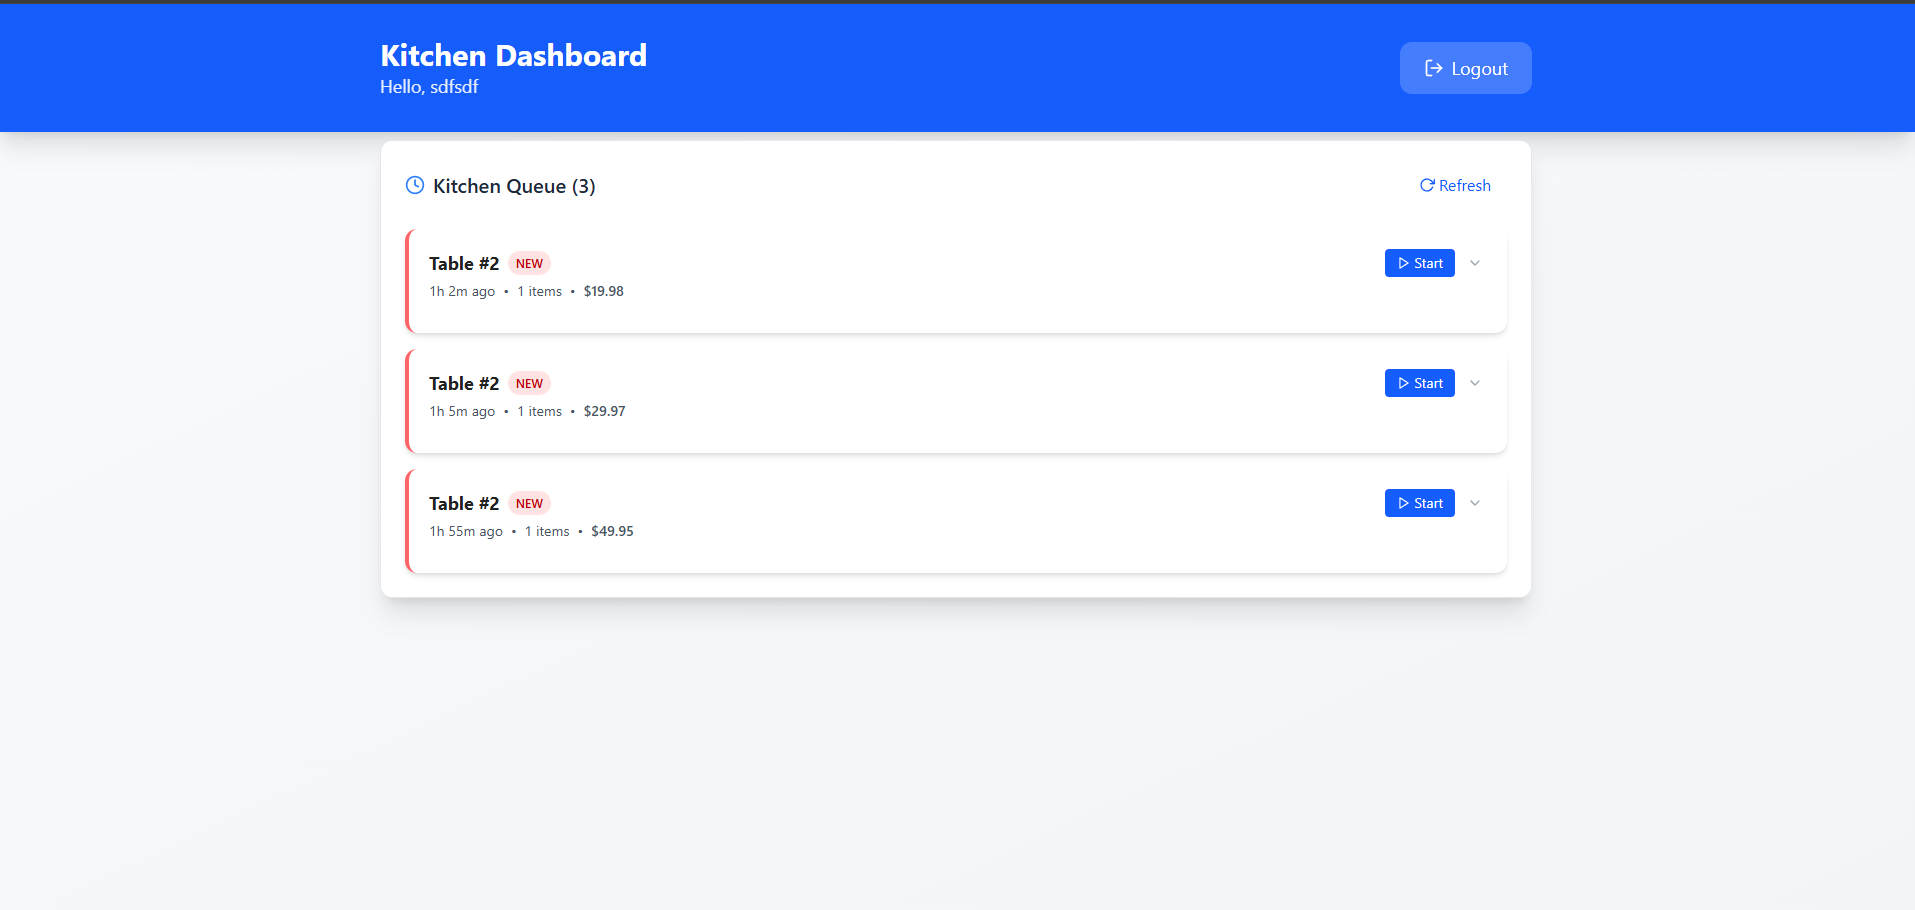 Kitchen Dashboard
Hello, sdfsdf
Logout
Kitchen Queue (3)
Refresh
Table #2 NEW
Start
1h 2m ago • 1 items • $19.98
Table #2 NEW
Start
1h 5m ago • 1 items • $29.97
Table #2 NEW
Start
1h 55m ago • 1 items • $49.95